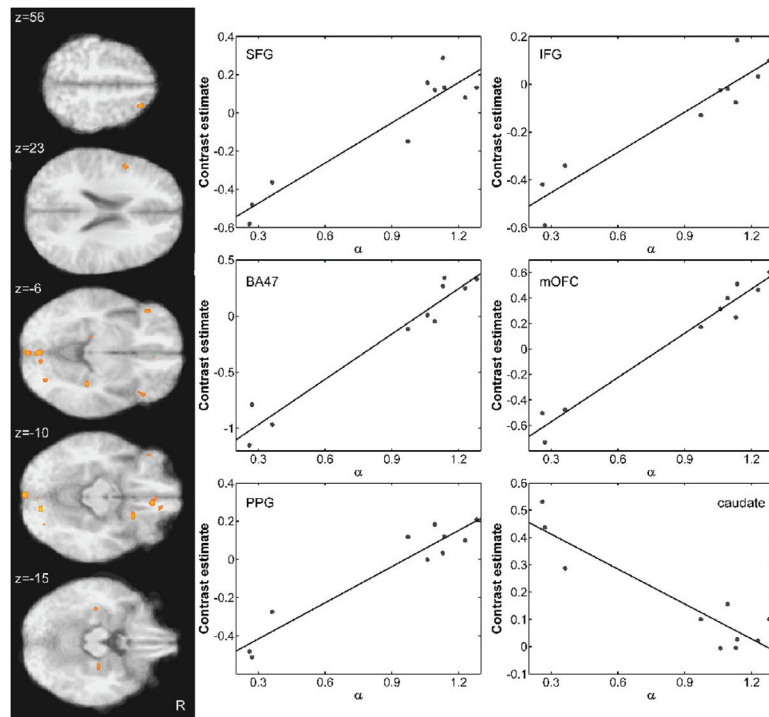 z=56
z=23
z=-6
z=-10
z=-15
R
SFG
Contrast estimate
0.4
0.2
0
-0.2
-0.4
-0.6
0.3 0.6 0.9 1.2
α
IFG
Contrast estimate
0.2
0
-0.2
-0.4
-0.6
0.3 0.6 0.9 1.2
α
BA47
Contrast estimate
0.5
0
-0.5
-1
0.3 0.6 0.9 1.2
α
mOFC
Contrast estimate
0.6
0.4
0.2
0
-0.2
-0.4
-0.6
0.3 0.6 0.9 1.2
α
PPG
Contrast estimate
0.4
0.2
0
-0.2
-0.4
0.3 0.6 0.9 1.2
α
caudate
Contrast estimate
0.6
0.5
0.4
0.3
0.2
0.1
0
0.1
0.3 0.6 0.9 1.2
α